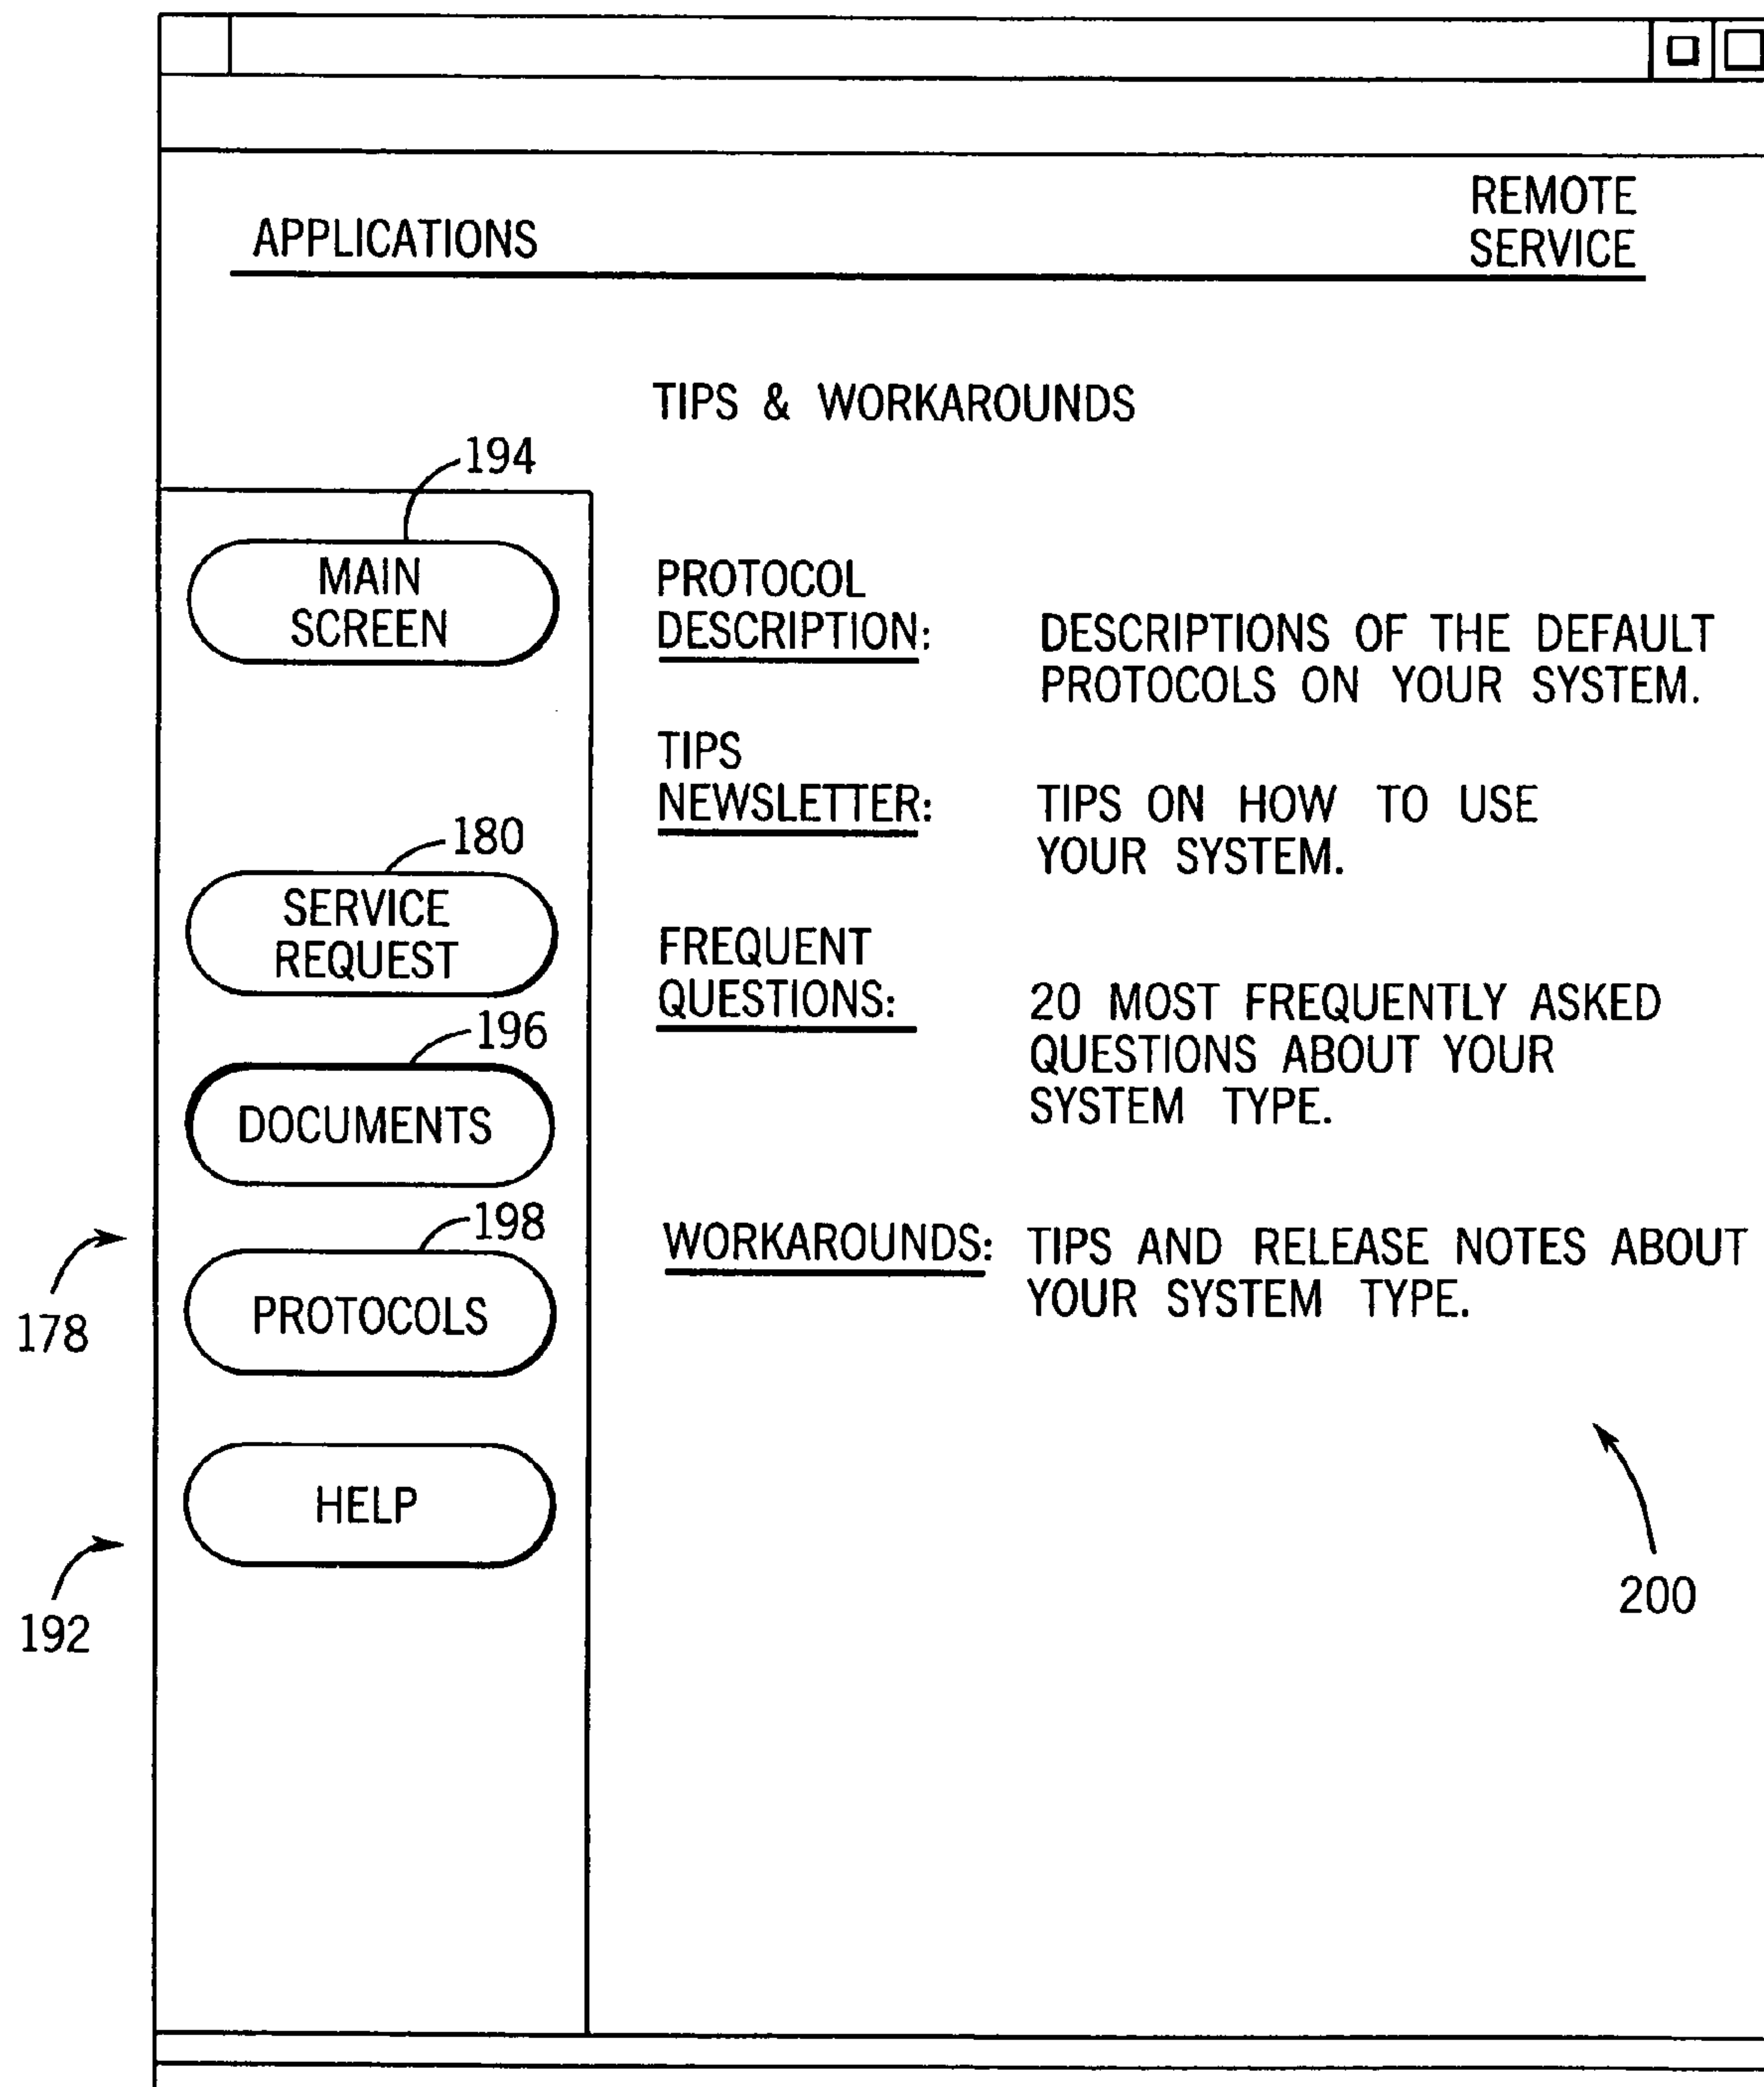 REMOTE
APPLICATIONS SERVICE
TIPS & WORKAROUNDS
194
MAIN
SCREEN
180
SERVICE
REQUEST
196
DOCUMENTS
198
PROTOCOLS
178
HELP
192
PROTOCOL
DESCRIPTION: DESCRIPTIONS OF THE DEFAULT
PROTOCOLS ON YOUR SYSTEM.
TIPS
NEWSLETTER: TIPS ON HOW TO USE
YOUR SYSTEM.
FREQUENT
QUESTIONS: 20 MOST FREQUENTLY ASKED
QUESTIONS ABOUT YOUR
SYSTEM TYPE.
WORKAROUNDS: TIPS AND RELEASE NOTES ABOUT
YOUR SYSTEM TYPE.
200